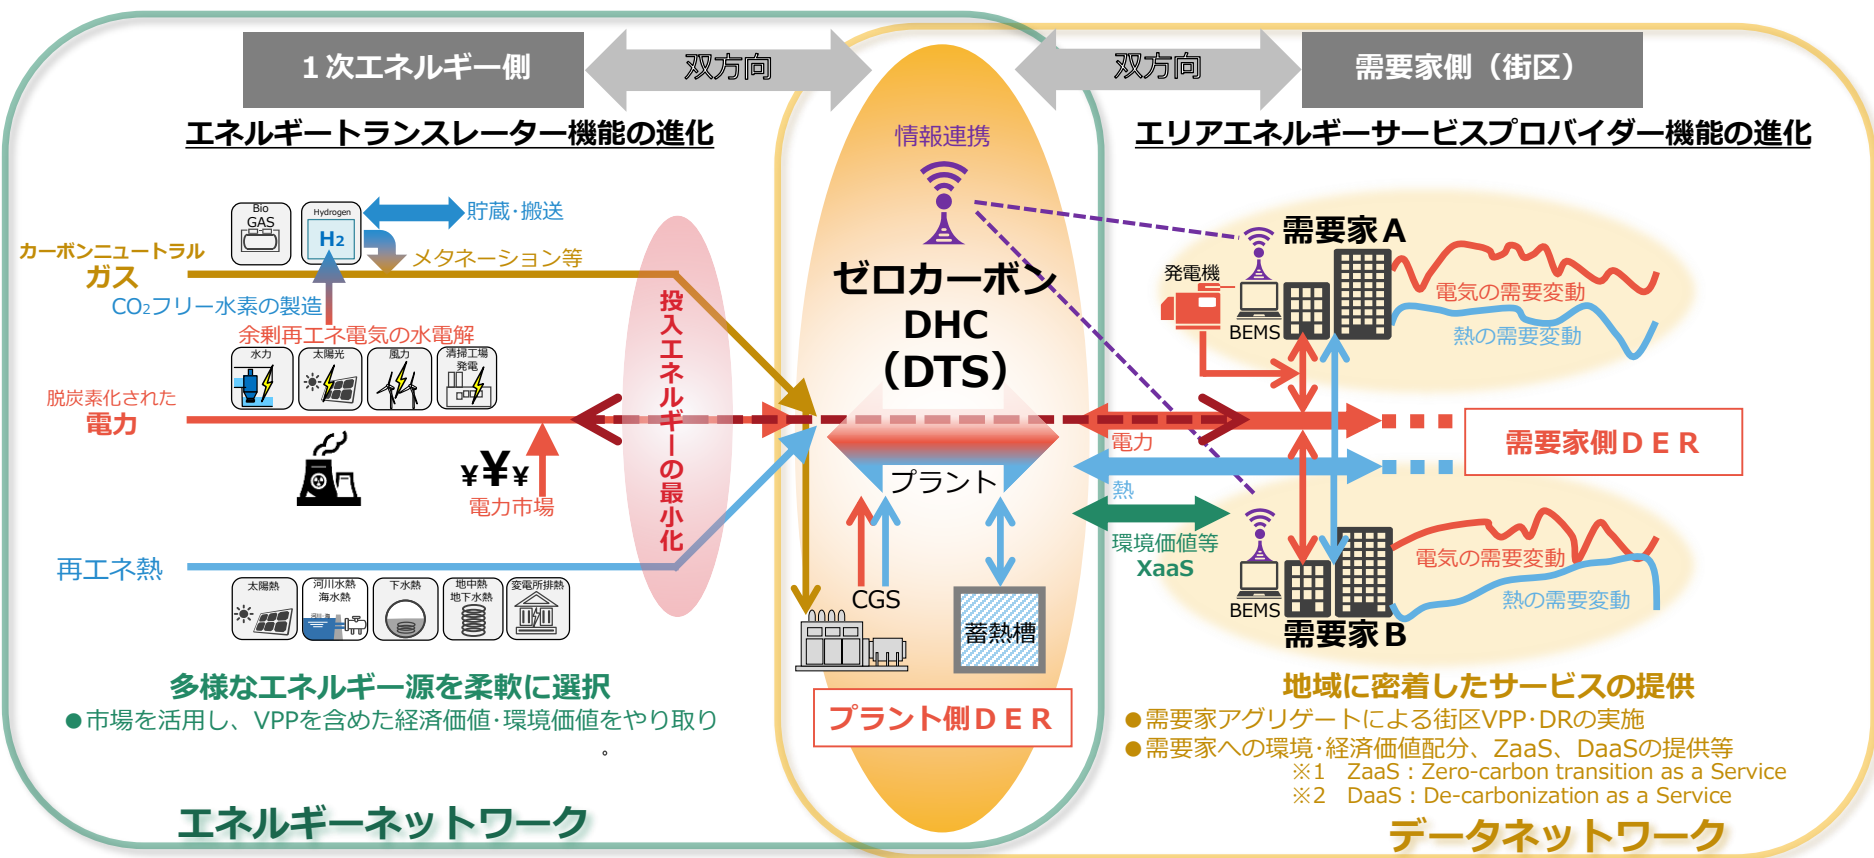 1次エネルギー側
双方向
双方向
需要家側（街区）
エネルギートランスレーター機能の進化
エリアエネルギーサービスプロバイダー機能の進化
情報連携
Bio
GAS
Hydrogen
H2
貯蔵・搬送
メタネーション等
カーボンニュートラル
ガス
CO2フリー水素の製造
余剰再エネ電気の水電解
水力
太陽光
風力
清掃工場
発電
脱炭素化された
電力
¥¥¥
電力市場
再エネ熱
太陽熱
河川水熱
海水熱
下水熱
地中熱
地下水熱
変電所排熱
投入エネルギーの最小化
ゼロカーボン
DHC
（DTS）
プラント
CGS
蓄熱槽
プラント側DER
需要家A
発電機
BEMS
電気の需要変動
熱の需要変動
電力
熱
環境価値等
XaaS
需要家側DER
BEMS
需要家B
電気の需要変動
熱の需要変動
多様なエネルギー源を柔軟に選択
●市場を活用し、VPPを含めた経済価値・環境価値をやり取り
。
地域に密着したサービスの提供
●需要家アグリゲートによる街区VPP・DRの実施
●需要家への環境・経済価値配分、ZaaS、DaaSの提供等
※1 ZaaS：Zero-carbon transition as a Service
※2 DaaS：De-carbonization as a Service
エネルギーネットワーク
データネットワーク